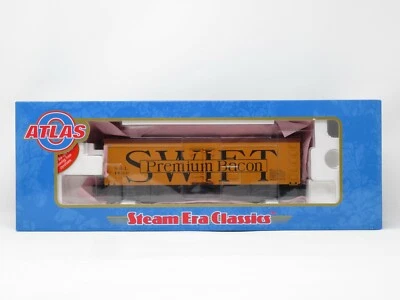 ATLAS
O
SWIFT
Premium Bacon
Steam Era Classics